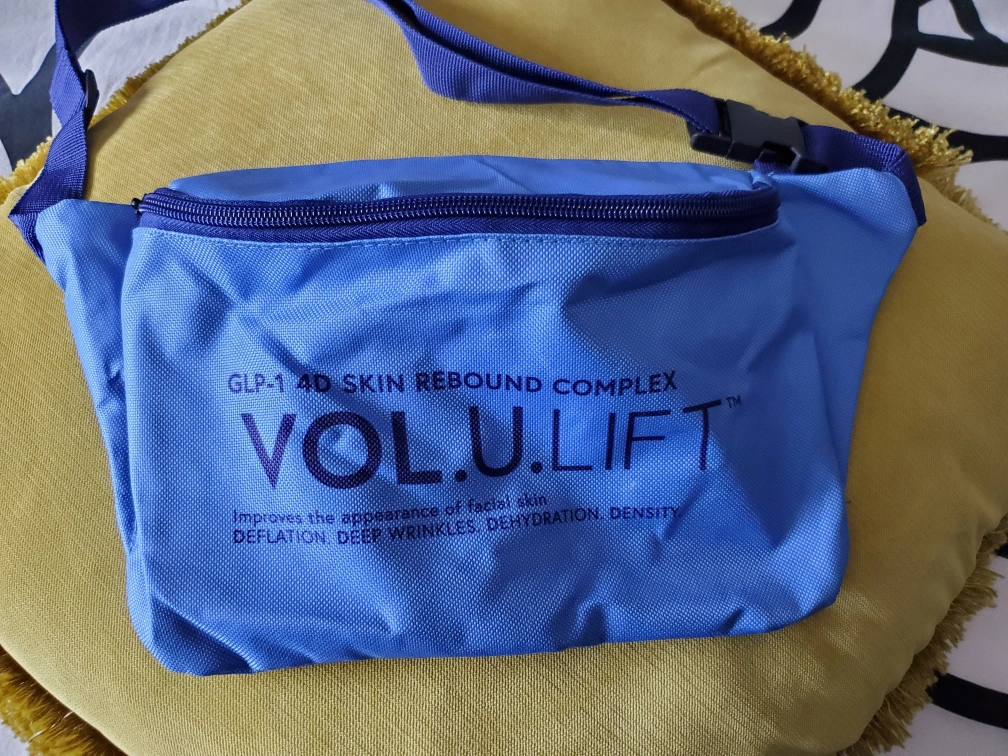 GLP-1 4D SKIN REBOUND COMPLEX
VOL.U.LIFT™
Improves the appearance of facial skin
DEFLATION. DEEP WRINKLES. DEHYDRATION. DENSITY.